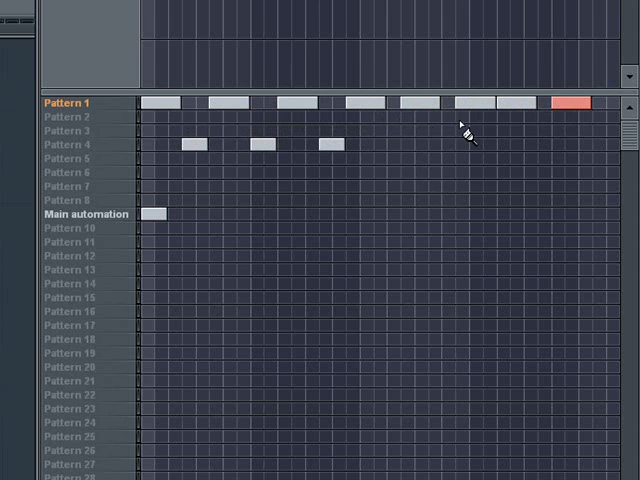 Pattern 1
Pattern 2
Pattern 3
Pattern 4
Pattern 5
Pattern 6
Pattern 7
Pattern 8
Main automation
Pattern 10
Pattern 11
Pattern 12
Pattern 13
Pattern 14
Pattern 15
Pattern 16
Pattern 17
Pattern 18
Pattern 19
Pattern 20
Pattern 21
Pattern 22
Pattern 23
Pattern 24
Pattern 25
Pattern 26
Pattern 27
Pattern 28